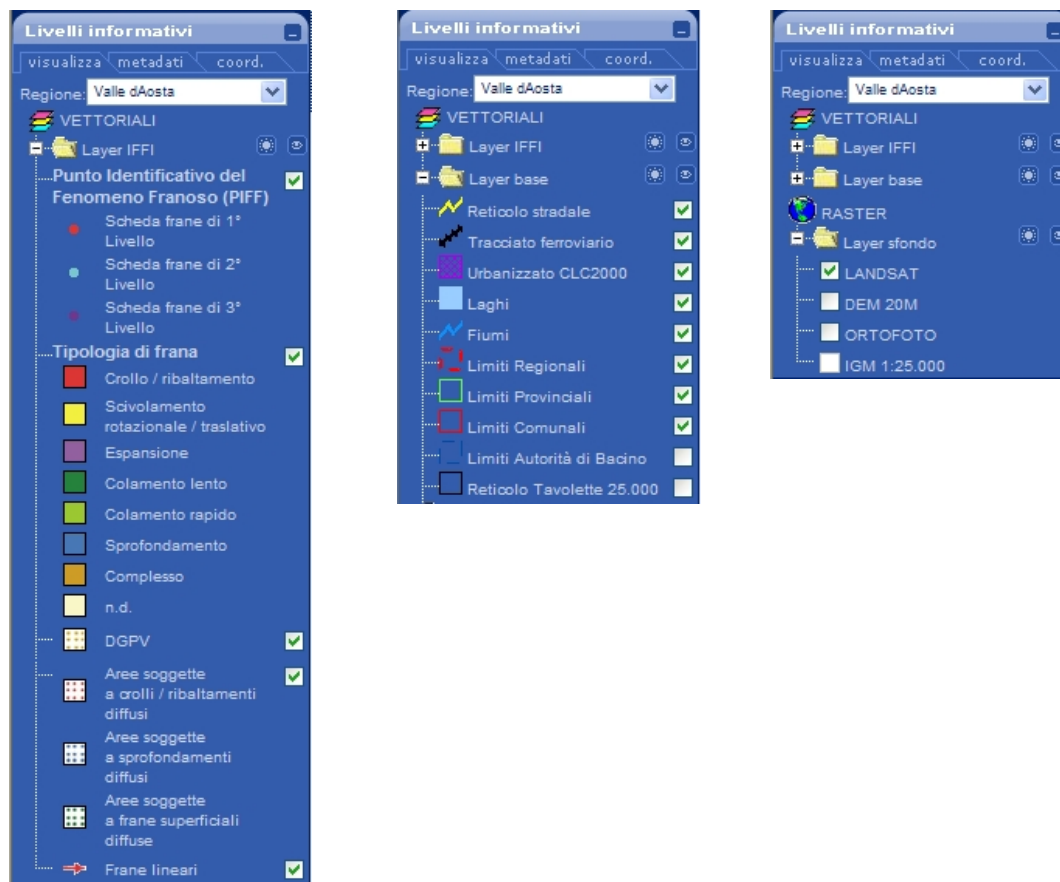 Livelli informativi
visualizza metadati coord.
Regione: Valle dAosta
VETTORIALI
Layer IFFI
Punto Identificativo del
Fenomeno Franoso (PIFF)
Scheda frane di 1°
Livello
Scheda frane di 2°
Livello
Scheda frane di 3°
Livello
Tipologia di frana
Crollo / ribaltamento
Scivolamento
rotazionale / traslativo
Espansione
Colamento lento
Colamento rapido
Sprofondamento
Complesso
n.d.
DGPV
Aree soggette
a crolli / ribaltamenti
diffusi
Aree soggette
a sprofondamenti
diffusi
Aree soggette
a frane superficiali
diffuse
Frane lineari
Livelli informativi
visualizza metadati coord.
Regione: Valle dAosta
VETTORIALI
Layer IFFI
Layer base
Reticolo stradale
Tracciato ferroviario
Urbanizzato CLC2000
Laghi
Fiumi
Limiti Regionali
Limiti Provinciali
Limiti Comunali
Limiti Autorità di Bacino
Reticolo Tavolette 25.000
Livelli informativi
visualizza metadati coord.
Regione: Valle dAosta
VETTORIALI
Layer IFFI
Layer base
RASTER
Layer sfondo
LANDSAT
DEM 20M
ORTOFOTO
IGM 1:25.000